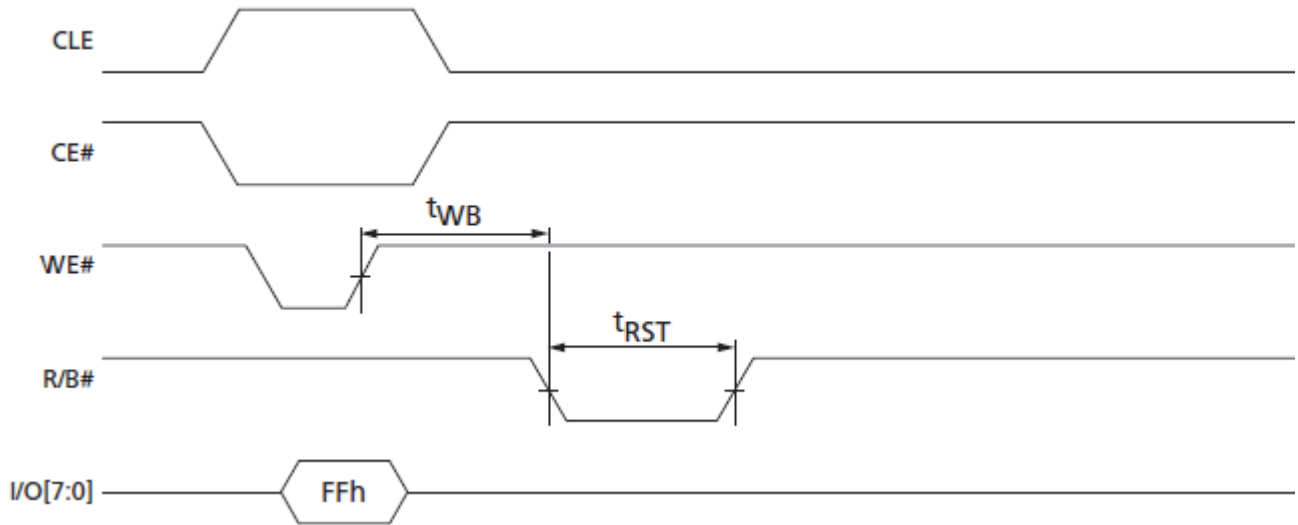 CLE
CE#
tWB
WE#
tRST
R/B#
I/O[7:0]
FFh